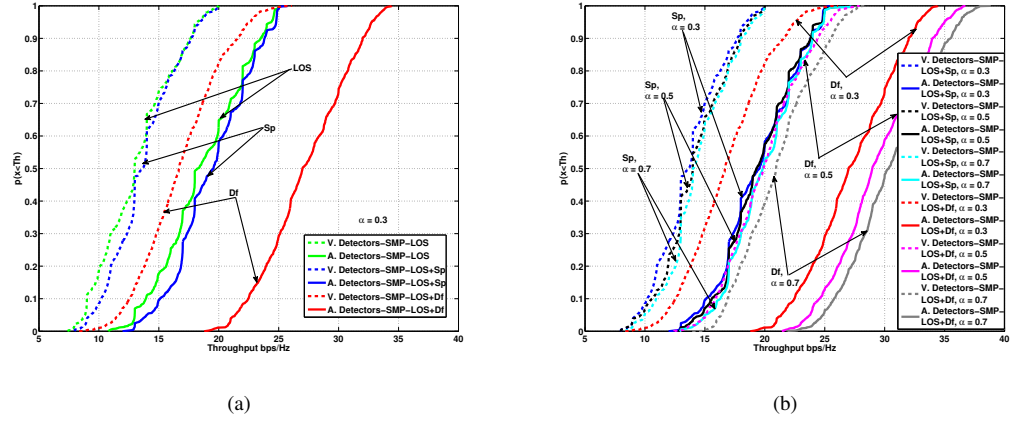 1
0.9
0.8
0.7
0.6
0.5
0.4
0.3
0.2
0.1
0
p(x<Th)
5
10
15
20
25
30
35
40
Throughput bps/Hz
LOS
Sp
Df
α = 0.3
V. Detectors−SMP−LOS
A. Detectors−SMP−LOS
V. Detectors−SMP−LOS+Sp
A. Detectors−SMP−LOS+Sp
V. Detectors−SMP−LOS+Df
A. Detectors−SMP−LOS+Df
(a)
1
0.9
0.8
0.7
0.6
0.5
0.4
0.3
0.2
0.1
0
p(x<Th)
5
10
15
20
25
30
35
40
Throughput bps/Hz
Sp,
α = 0.3
Sp,
α = 0.5
Sp,
α = 0.7
Df,
α = 0.3
Df,
α = 0.5
Df,
α = 0.7
V. Detectors−SMP−
LOS+Sp, α = 0.3
A. Detectors−SMP−
LOS+Sp, α = 0.3
V. Detectors−SMP−
LOS+Sp, α = 0.5
A. Detectors−SMP−
LOS+Sp, α = 0.5
V. Detectors−SMP−
LOS+Sp, α = 0.7
A. Detectors−SMP−
LOS+Sp, α = 0.7
V. Detectors−SMP−
LOS+Df, α = 0.3
A. Detectors−SMP−
LOS+Df, α = 0.3
V. Detectors−SMP−
LOS+Df, α = 0.5
A. Detectors−SMP−
LOS+Df, α = 0.5
V. Detectors−SMP−
LOS+Df, α = 0.7
A. Detectors−SMP−
LOS+Df, α = 0.7
(b)